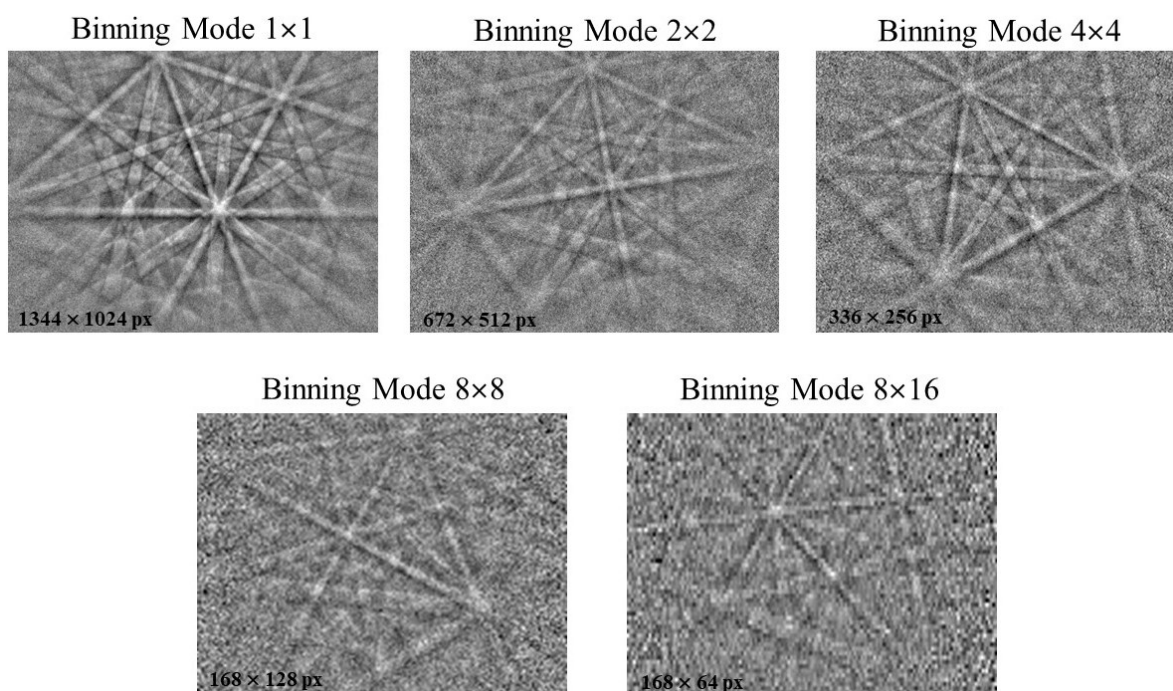 Binning Mode 1×1
Binning Mode 2×2
Binning Mode 4×4
1344 × 1024 px
672 × 512 px
336 × 256 px
Binning Mode 8×8
Binning Mode 8×16
168 × 128 px
168 × 64 px